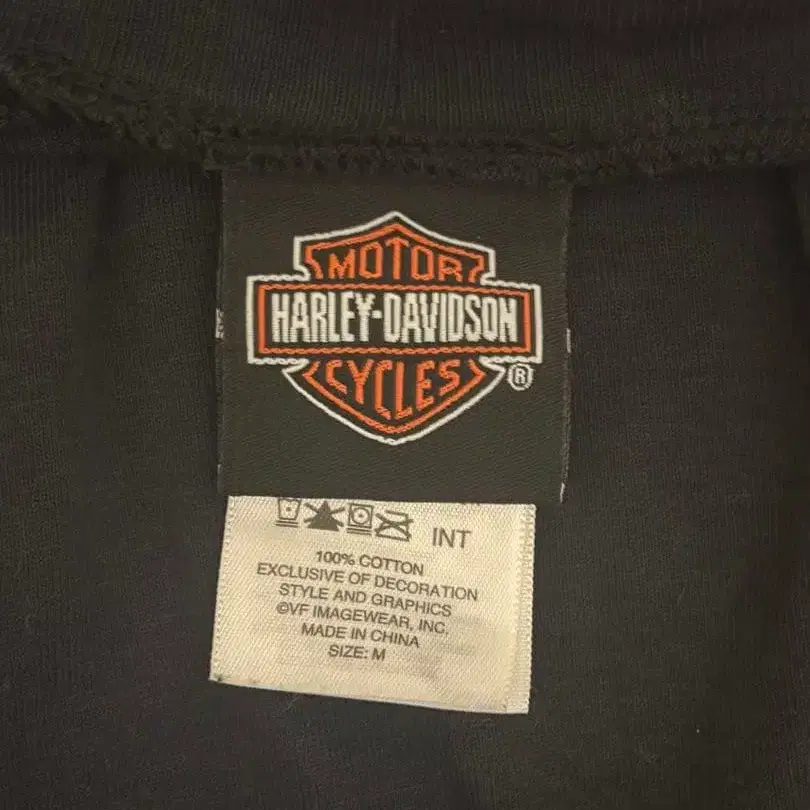 MOTOR
HARLEY-DAVIDSON
CYCLES
®
INT
100% COTTON
EXCLUSIVE OF DECORATION
STYLE AND GRAPHICS
©VF IMAGEWEAR, INC.
MADE IN CHINA
SIZE: M